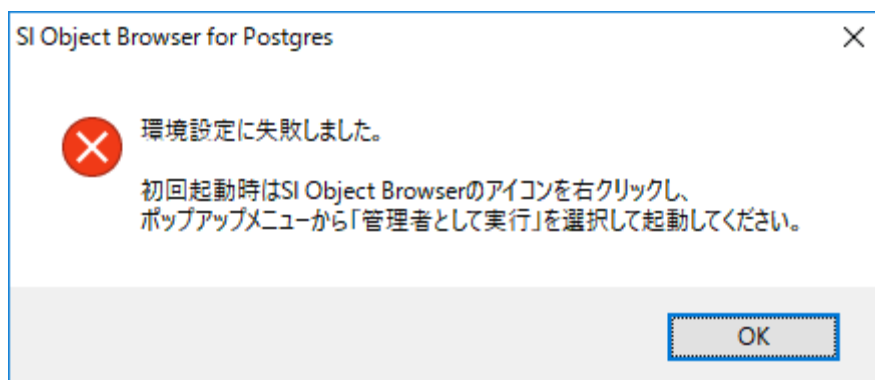 SI Object Browser for Postgres
環境設定に失敗しました。
初回起動時はSI Object Browserのアイコンを右クリックし、
ポップアップメニューから「管理者として実行」を選択して起動してください。
OK